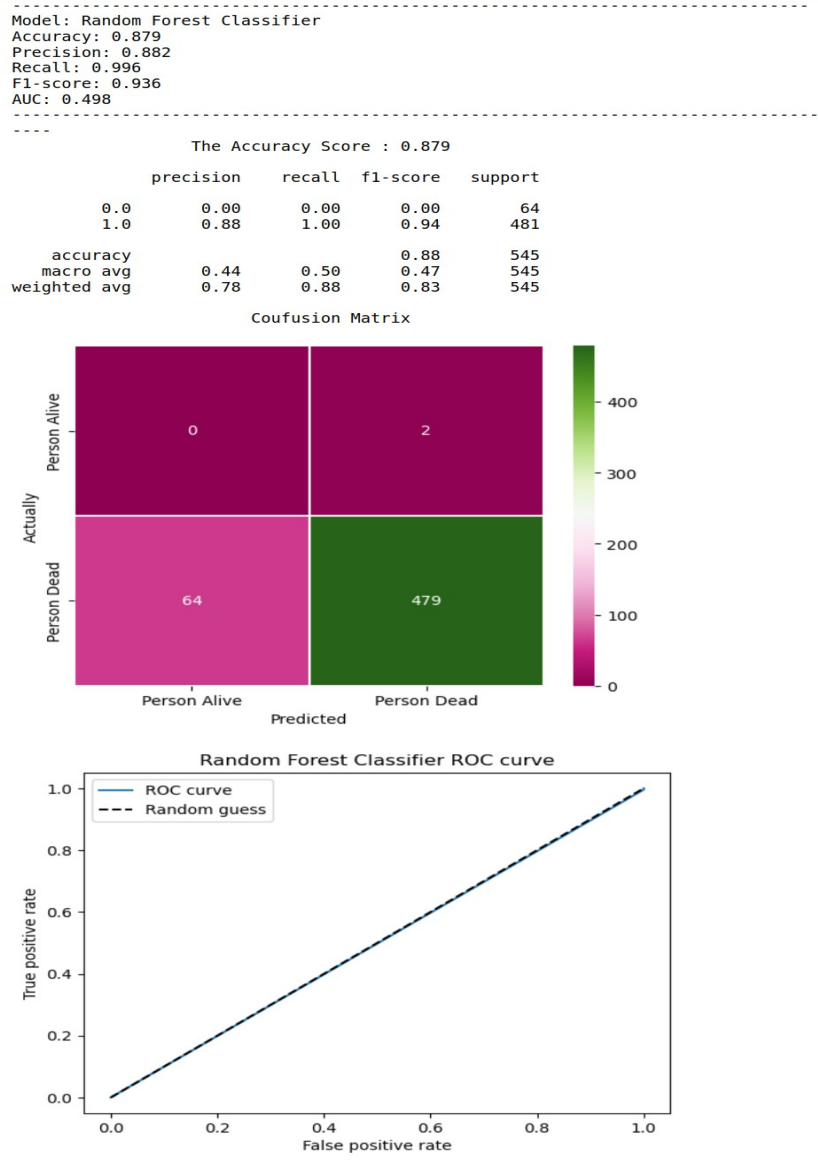 --------------------------------------------------------------------------------
Model: Random Forest Classifier
Accuracy: 0.879
Precision: 0.882
Recall: 0.996
F1-score: 0.936
AUC: 0.498
---------------------------------------------------------------------------------
----
The Accuracy Score : 0.879
precision recall f1-score support
0.0 0.00 0.00 0.00 64
1.0 0.88 1.00 0.94 481
accuracy 0.88 545
macro avg 0.44 0.50 0.47 545
weighted avg 0.78 0.88 0.83 545
Coufusion Matrix
Actually
Person Alive
0 2
Person Dead
64 479
Person Alive Person Dead
Predicted
400
300
200
100
0
Random Forest Classifier ROC curve
ROC curve
Random guess
True positive rate
1.0
0.8
0.6
0.4
0.2
0.0
0.0 0.2 0.4 0.6 0.8 1.0
False positive rate